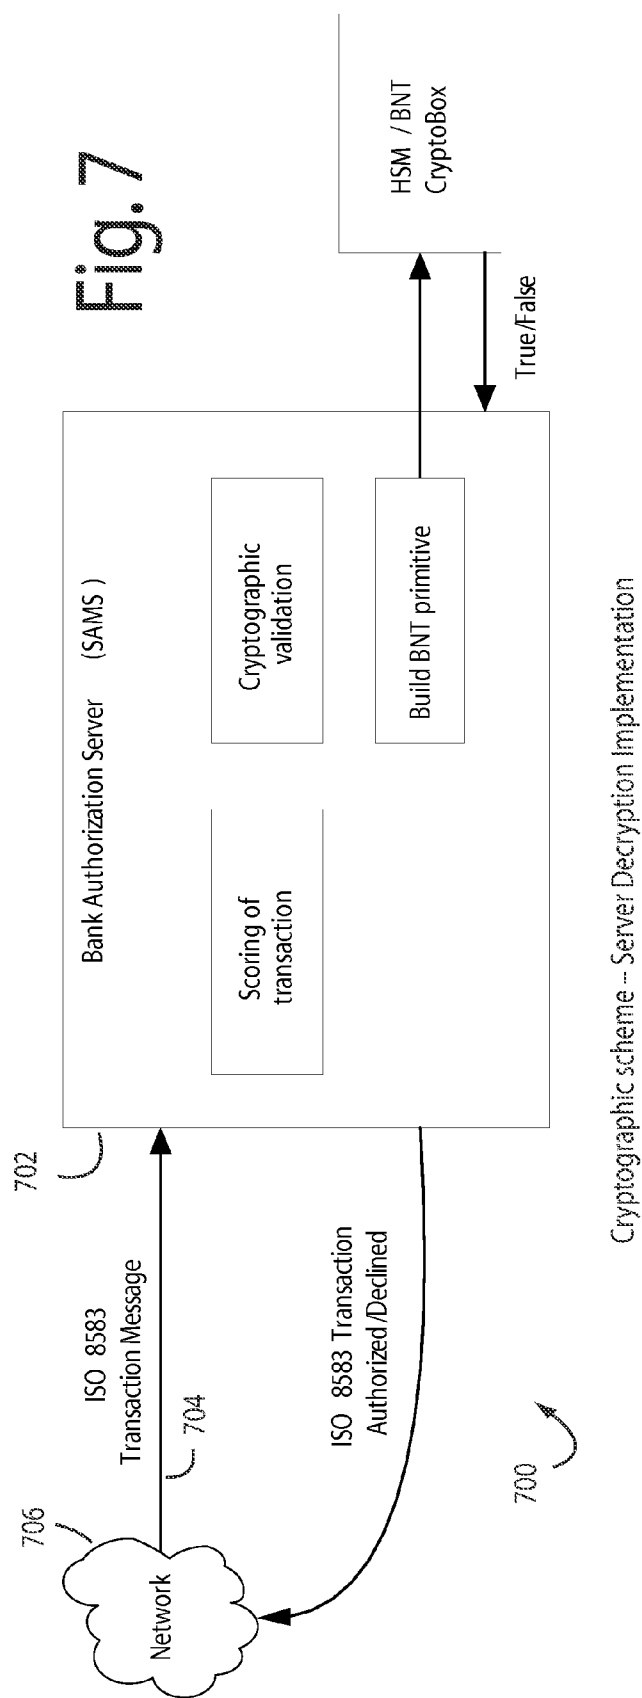 Fig. 7
706
Network
ISO 8583
Transaction Message
704
702
Bank Authorization Server (SAMS )
Scoring of
transaction
Cryptographic
validation
Build BNT primitive
HSM / BNT
CryptoBox
True/False
ISO 8583 Transaction
Authorized/Declined
700
Cryptographic scheme -- Server Decryption Implementation